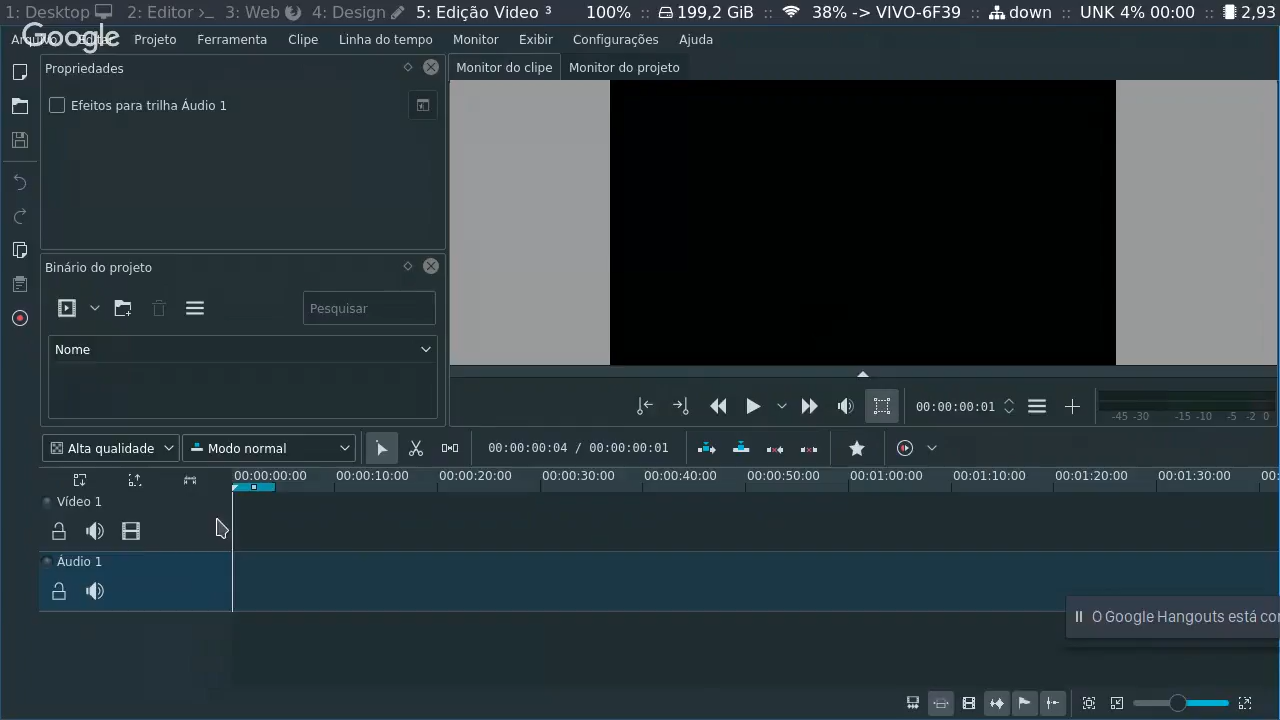 1: Desktop 2: Editor 3: Web 4: Design 5: Edição Video ³ 100% :: 199,2 GiB :: 38% -> VIVO-6F39 :: down :: UNK 4% 00:00 :: 2,93
Google
Projeto Ferramenta Clipe Linha do tempo Monitor Exibir Configurações Ajuda
Propriedades
Monitor do clipe Monitor do projeto
Efeitos para trilha Áudio 1
Binário do projeto
Pesquisar
Nome
00:00:00:01
-45 -30 -15 -10 -5 -2 0
Alta qualidade Modo normal 00:00:00:04 / 00:00:00:01
00:00:00:00 00:00:10:00 00:00:20:00 00:00:30:00 00:00:40:00 00:00:50:00 00:01:00:00 00:01:10:00 00:01:20:00 00:01:30:00 00:
Vídeo 1
Áudio 1
O Google Hangouts está